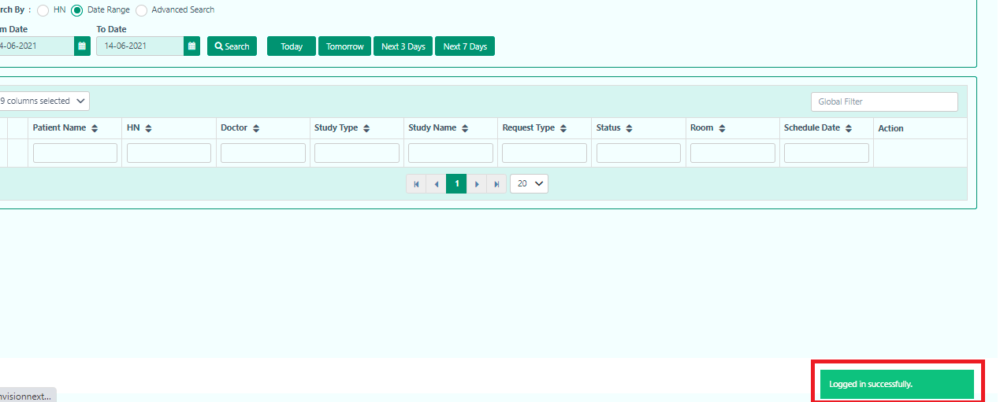 rch By : HN Date Range Advanced Search
m Date To Date
4-06-2021 14-06-2021 Search Today Tomorrow Next 3 Days Next 7 Days
9 columns selected Global Filter
Patient Name HN Doctor Study Type Study Name Request Type Status Room Schedule Date Action
1 20
Logged in successfully.
nvisionnext...